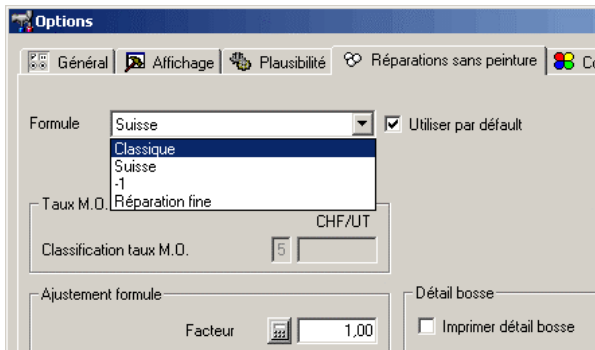 Options
Général Affichage Plausibilité Réparations sans peinture
Formule Suisse Utiliser par défault
Classique
Suisse
-1
Réparation fine
Taux M.O.
CHF/UT
Classification taux M.O. 5
Ajustement formule Détail bosse
Facteur 1,00 Imprimer détail bosse